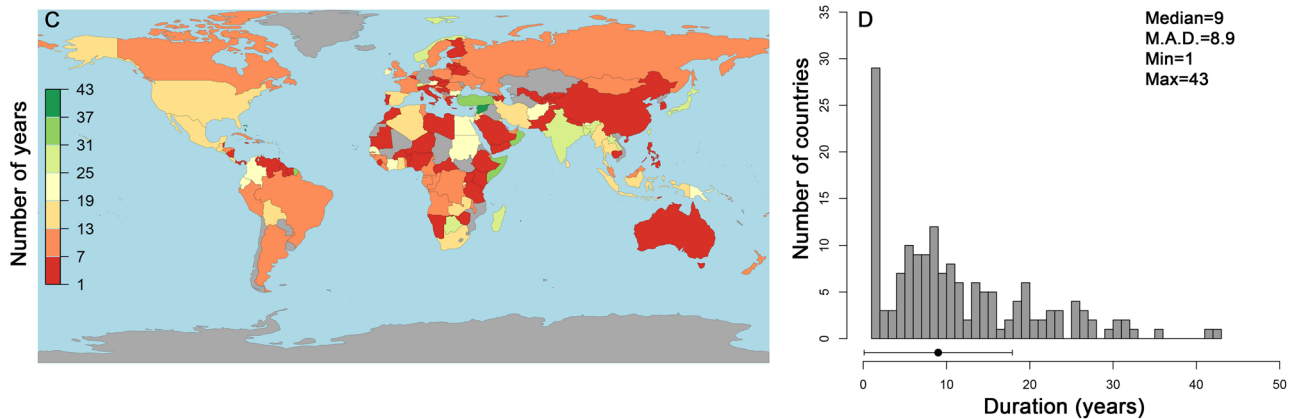 C
Number of years
43
37
31
25
19
13
7
1
D
Median=9
M.A.D.=8.9
Min=1
Max=43
Number of countries
35
30
25
20
15
10
5
0
0 10 20 30 40 50
Duration (years)